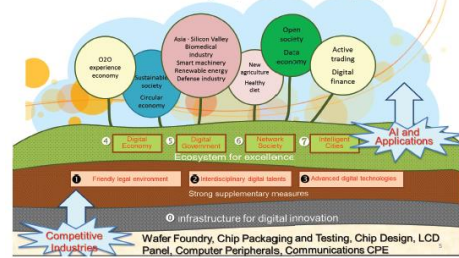 O2O
experience
economy
Sustainable
society
Circular
economy
Asia - Silicon Valley
Biomedical
industry
Smart machinery
Renewable energy
Defense industry
New
agriculture
Healthy
diet
Open
society
Data
economy
Active
trading
Digital
finance
AI and
Applications
4 Digital
Economy
5 Digital
Government
6 Network
Society
7 Intelligent
Cities
Ecosystem for excellence
1 Friendly legal environment
2 Interdisciplinary digital talents
3 Advanced digital technologies
Strong supplementary measures
0 infrastructure for digital innovation
Competitive
Industries
Wafer Foundry, Chip Packaging and Testing, Chip Design, LCD
Panel, Computer Peripherals, Communications CPE